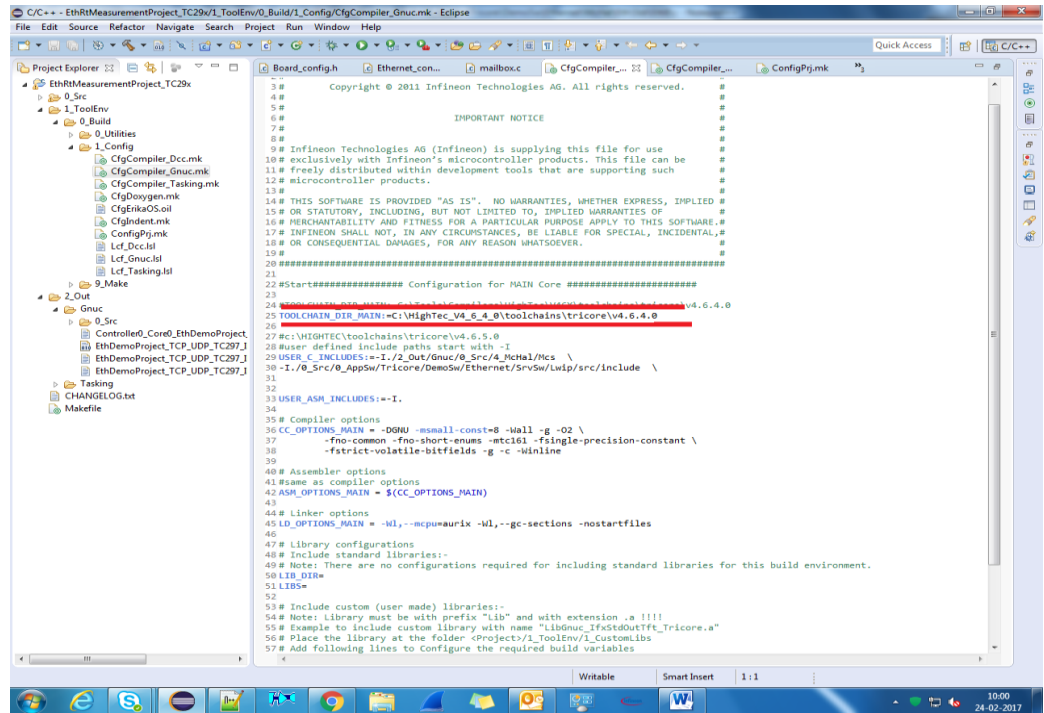 C/C++ - EthRtMeasurementProject_TC29x/1_ToolEnv/0_Build/1_Config/CfgCompiler_Gnuc.mk - Eclipse
File Edit Source Refactor Navigate Search Project Run Window Help
Quick Access
C/C++
Project Explorer
Board_config.h
Ethernet_con...
mailbox.c
CfgCompiler_...
CfgCompiler_...
ConfigPrj.mk
»3
EthRtMeasurementProject_TC29x
0_Src
1_ToolEnv
0_Build
0_Utilities
1_Config
CfgCompiler_Dcc.mk
CfgCompiler_Gnuc.mk
CfgCompiler_Tasking.mk
CfgDoxygen.mk
CfgErikaOS.oil
CfgIndent.mk
ConfigPrj.mk
Lcf_Dcc.lsl
Lcf_Gnuc.lsl
Lcf_Tasking.lsl
9_Make
2_Out
Gnuc
0_Src
Controller0_Core0_EthDemoProject_
EthDemoProject_TCP_UDP_TC297_I
EthDemoProject_TCP_UDP_TC297_I
EthDemoProject_TCP_UDP_TC297_I
Tasking
CHANGELOG.txt
Makefile
3 # Copyright © 2011 Infineon Technologies AG. All rights reserved. #
4 # #
5 # #
6 # IMPORTANT NOTICE #
7 # #
8 # #
9 # Infineon Technologies AG (Infineon) is supplying this file for use #
10 # exclusively with Infineon's microcontroller products. This file can be #
11 # freely distributed within development tools that are supporting such #
12 # microcontroller products. #
13 # #
14 # THIS SOFTWARE IS PROVIDED "AS IS". NO WARRANTIES, WHETHER EXPRESS, IMPLIED #
15 # OR STATUTORY, INCLUDING, BUT NOT LIMITED TO, IMPLIED WARRANTIES OF #
16 # MERCHANTABILITY AND FITNESS FOR A PARTICULAR PURPOSE APPLY TO THIS SOFTWARE.#
17 # INFINEON SHALL NOT, IN ANY CIRCUMSTANCES, BE LIABLE FOR SPECIAL, INCIDENTAL,#
18 # OR CONSEQUENTIAL DAMAGES, FOR ANY REASON WHATSOEVER. #
19 # #
20 ################################################################################
21
22 #Start################ Configuration for MAIN Core #######################
23
24 v4.6.4.0
25 TOOLCHAIN_DIR_MAIN:=C:\HighTec_V4_6_4_0\toolchains\tricore\v4.6.4.0
26
27 #c:\HIGHTEC\toolchains\tricore\v4.6.5.0
28 #user defined include paths start with -I
29 USER_C_INCLUDES:=-I./2_Out/Gnuc/0_Src/4_McHal/Mcs \
30 -I./0_Src/0_AppSw/Tricore/DemoSw/Ethernet/SrvSw/Lwip/src/include \
31
32
33 USER_ASM_INCLUDES:=-I.
34
35 # Compiler options
36 CC_OPTIONS_MAIN = -DGNU -msmall-const=8 -Wall -g -O2 \
37 -fno-common -fno-short-enums -mtc161 -fsingle-precision-constant \
38 -fstrict-volatile-bitfields -g -c -Winline
39
40 # Assembler options
41 #same as compiler options
42 ASM_OPTIONS_MAIN = $(CC_OPTIONS_MAIN)
43
44 # Linker options
45 LD_OPTIONS_MAIN = -Wl,--mcpu=aurix -Wl,--gc-sections -nostartfiles
46
47 # Library configurations
48 # Include standard libraries:-
49 # Note: There are no configurations required for including standard libraries for this build environment.
50 LIB_DIR=
51 LIBS=
52
53 # Include custom (user made) libraries:-
54 # Note: Library must be with prefix "Lib" and with extension .a !!!!
55 # Example to include custom library with name "LibGnuc_IfxStdOutTft_Tricore.a"
56 # Place the library at the folder <Project>/1_ToolEnv/1_CustomLibs
57 # Add following lines to Configure the required build variables
Writable
Smart Insert
1 : 1
10:00
24-02-2017